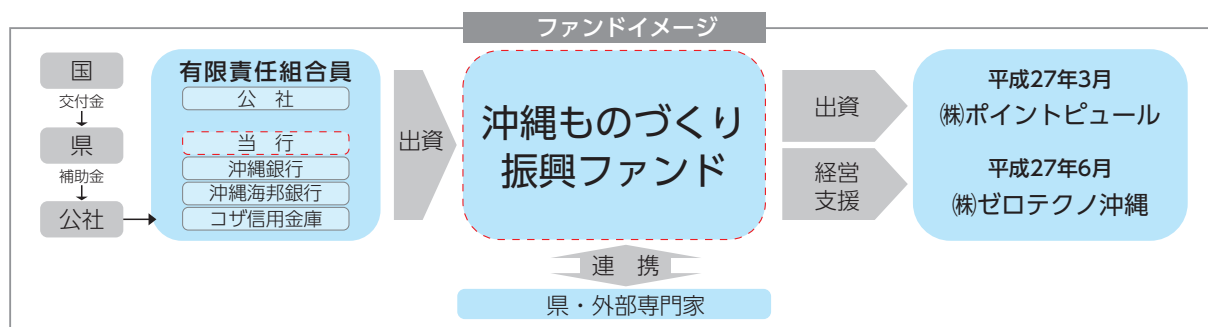 ファンドイメージ
国
交付金
県
補助金
公社
有限責任組合員
公 社
当 行
沖縄銀行
沖縄海邦銀行
コザ信用金庫
出資
沖縄ものづくり
振興ファンド
連 携
県・外部専門家
出資
経営
支援
平成27年3月
㈱ポイントピュール
平成27年6月
㈱ゼロテクノ沖縄